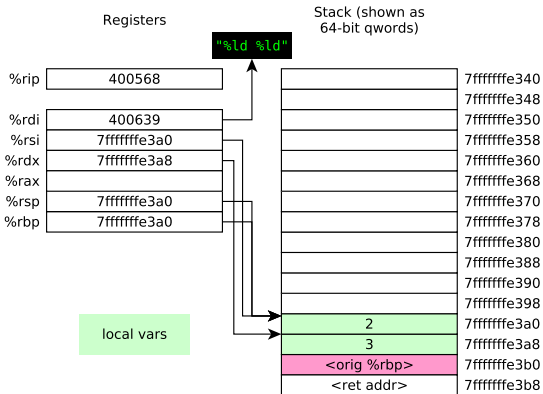 Registers
Stack (shown as
64-bit qwords)
"%ld %ld"
%rip 400568
%rdi 400639
%rsi 7fffffffe3a0
%rdx 7fffffffe3a8
%rax
%rsp 7fffffffe3a0
%rbp 7fffffffe3a0
7fffffffe340
7fffffffe348
7fffffffe350
7fffffffe358
7fffffffe360
7fffffffe368
7fffffffe370
7fffffffe378
7fffffffe380
7fffffffe388
7fffffffe390
7fffffffe398
2 7fffffffe3a0
3 7fffffffe3a8
<orig %rbp> 7fffffffe3b0
<ret addr> 7fffffffe3b8
local vars